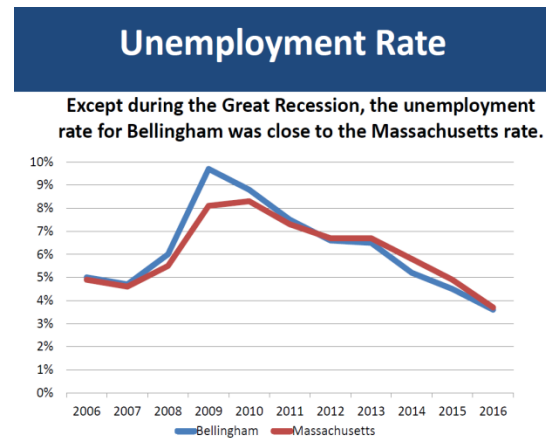 Unemployment Rate
Except during the Great Recession, the unemployment
rate for Bellingham was close to the Massachusetts rate.
10%
9%
8%
7%
6%
5%
4%
3%
2%
1%
0%
2006 2007 2008 2009 2010 2011 2012 2013 2014 2015 2016
Bellingham Massachusetts